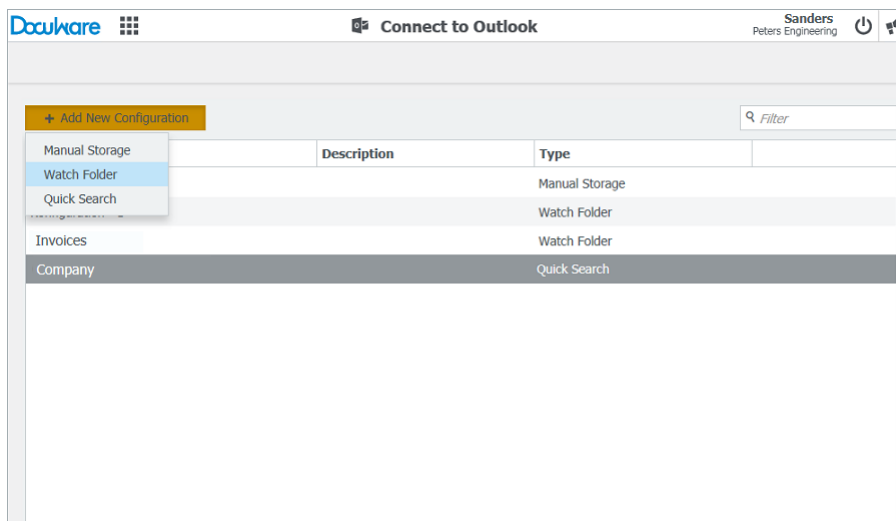 DocuWare
Connect to Outlook
Sanders
Peters Engineering
+ Add New Configuration
Filter
Manual Storage
Watch Folder
Quick Search
Description
Type
Manual Storage
Watch Folder
Invoices
Watch Folder
Company
Quick Search